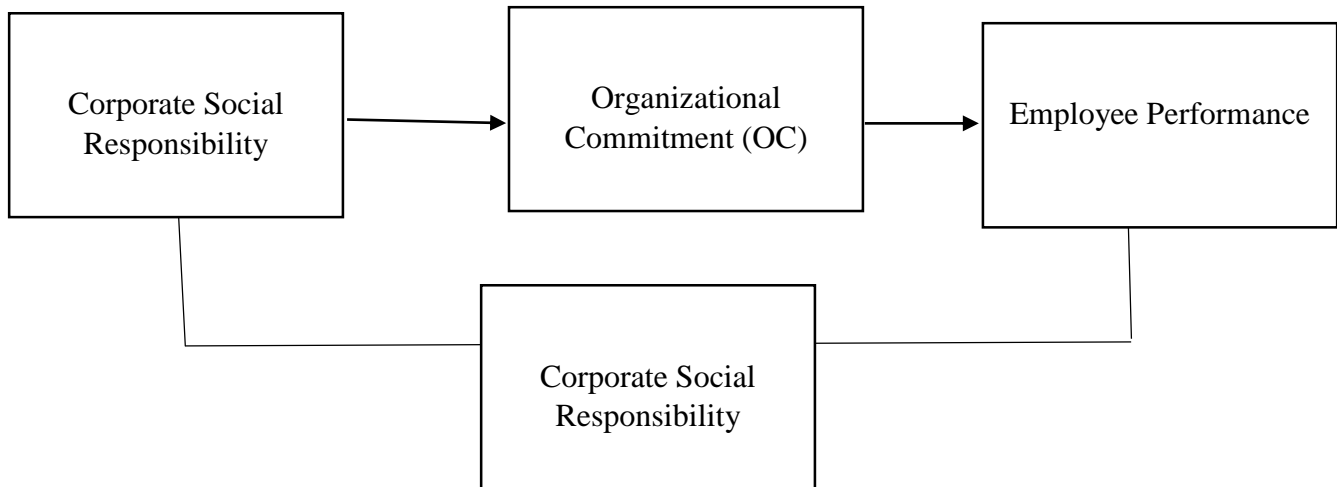 Corporate Social
Responsibility
Organizational
Commitment (OC)
Employee Performance
Corporate Social
Responsibility